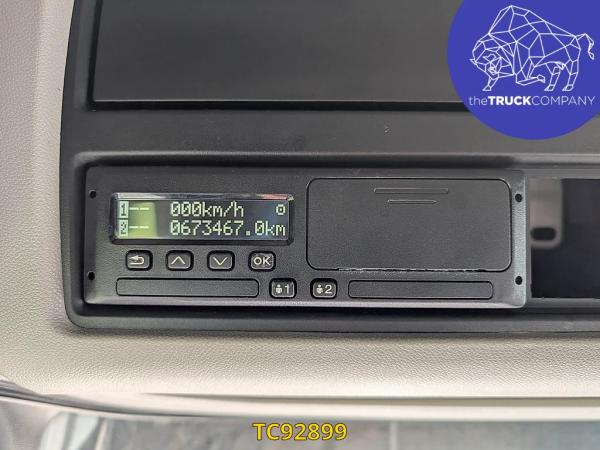 theTRUCKCOMPANY
1 -- 000km/h
2 -- 0673467.0km
OK
1 2
TC92899